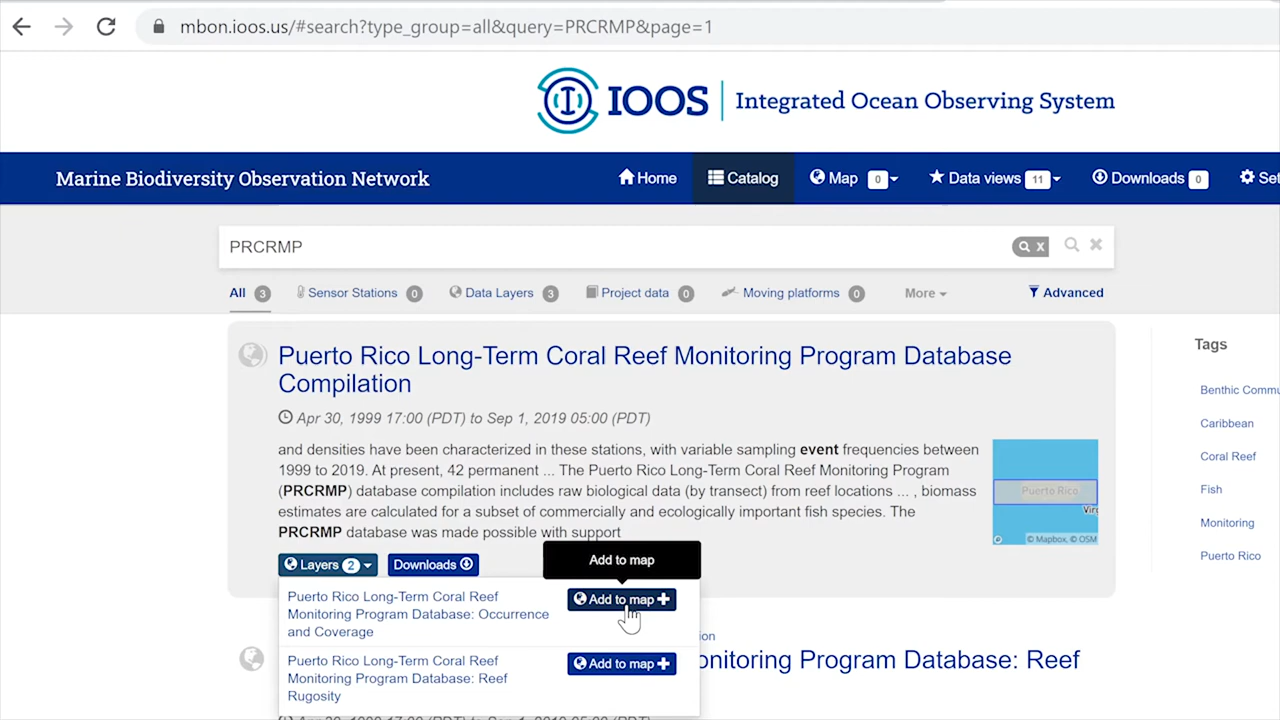 mbon.ioos.us/#search?type_group=all&query=PRCRMP&page=1
IOOS Integrated Ocean Observing System
Marine Biodiversity Observation Network Home Catalog Map 0 Data views 11 Downloads 0 Set
PRCRMP x
All 3 Sensor Stations 0 Data Layers 3 Project data 0 Moving platforms 0 More Advanced
Puerto Rico Long-Term Coral Reef Monitoring Program Database
Compilation
Apr 30, 1999 17:00 (PDT) to Sep 1, 2019 05:00 (PDT)
and densities have been characterized in these stations, with variable sampling event frequencies between
1999 to 2019. At present, 42 permanent ... The Puerto Rico Long-Term Coral Reef Monitoring Program
(PRCRMP) database compilation includes raw biological data (by transect) from reef locations ... , biomass
estimates are calculated for a subset of commercially and ecologically important fish species. The
PRCRMP database was made possible with support
Puerto Rico
Virg
© Mapbox, © OSM
Tags
Benthic Commu
Caribbean
Coral Reef
Fish
Monitoring
Puerto Rico
Layers 2 Downloads
Add to map
Puerto Rico Long-Term Coral Reef
Monitoring Program Database: Occurrence
and Coverage
Add to map
Puerto Rico Long-Term Coral Reef
Monitoring Program Database: Reef
Rugosity
Add to map
ion
onitoring Program Database: Reef